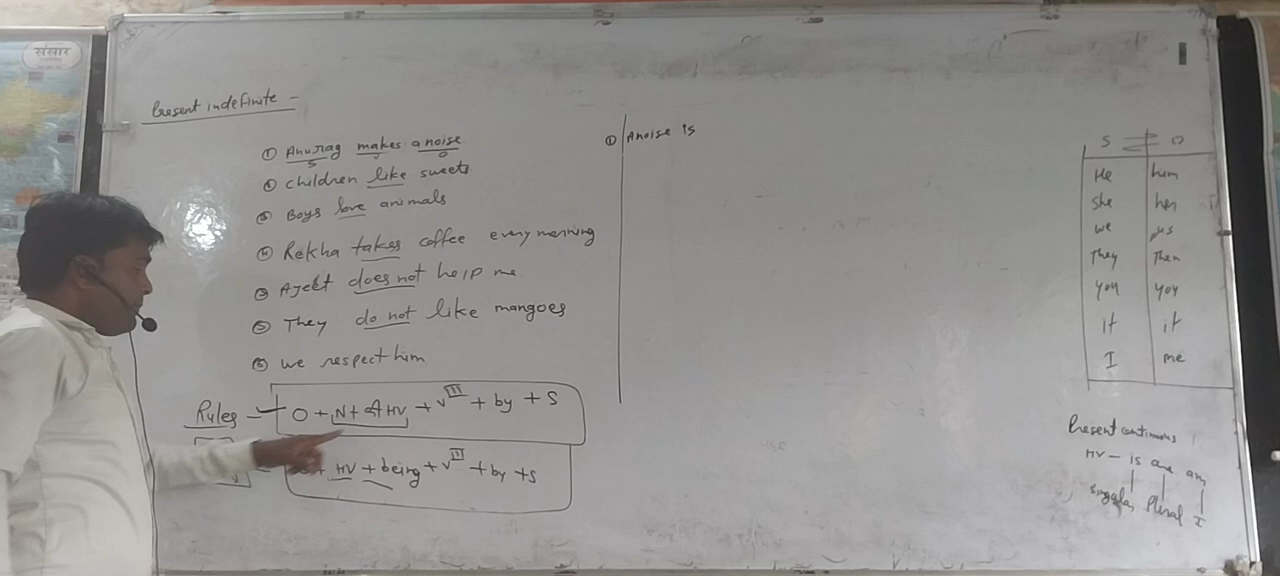 संसार
Present indefinite -
① Anurag makes a noise
S V O
② children like sweets
③ Boys love animals
④ Rekha takes coffee every morning
Ajeet does not help me
⑤ They do not like mangoes
⑥ we respect him
Rules - O + N + A HV + V III + by + S
+ HV + being + V III + by + S
① A noise is
S O
He him
she her
we us
They Them
you you
it it
I me
Present continuous
HV - is are am
Singular Plural I